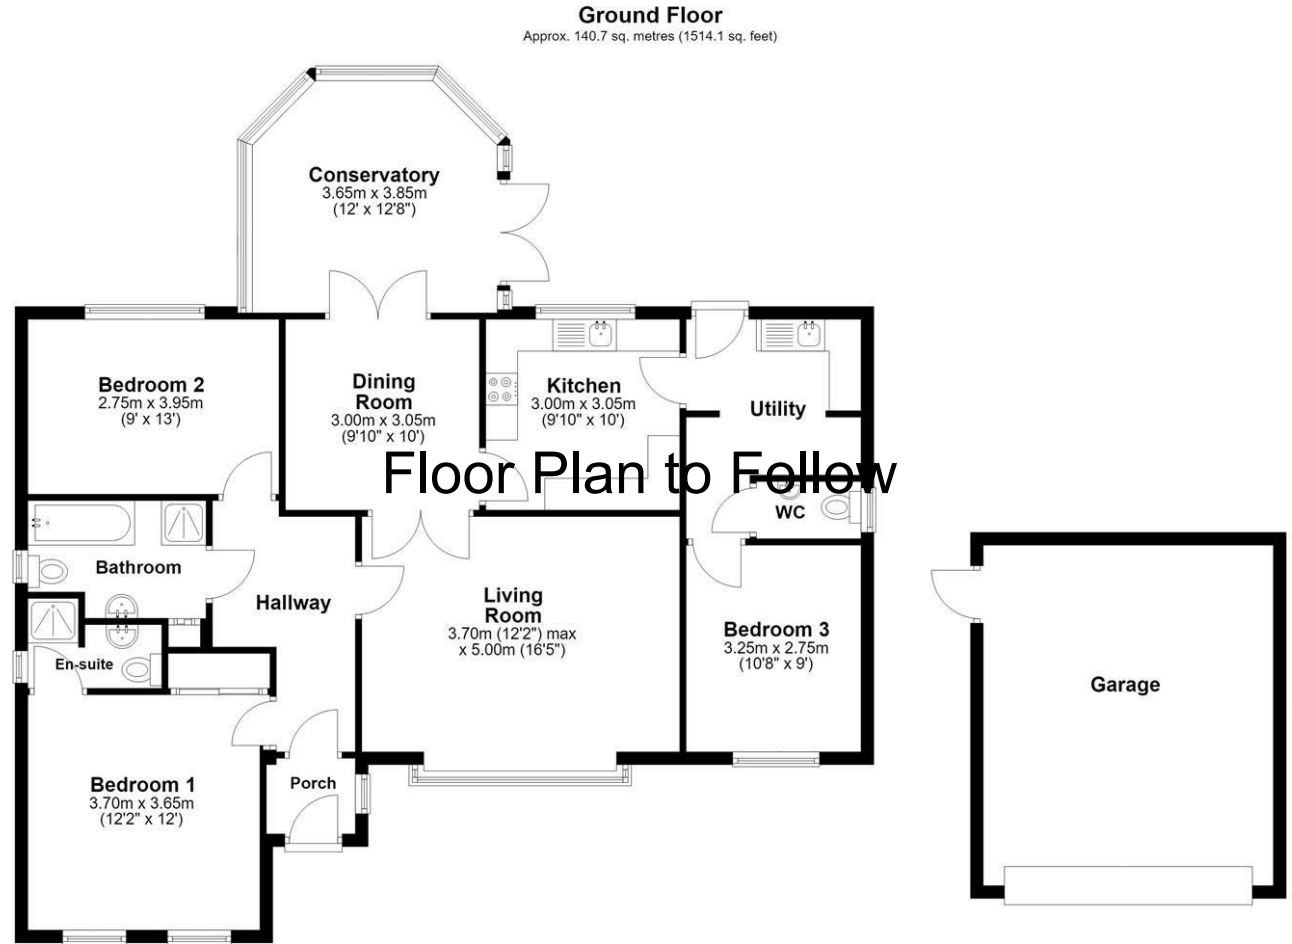 Ground Floor
Approx. 140.7 sq. metres (1514.1 sq. feet)
Conservatory
3.65m x 3.85m
(12' x 12'8")
Bedroom 2
2.75m x 3.95m
(9' x 13')
Dining
Room
3.00m x 3.05m
(9'10" x 10')
Kitchen
3.00m x 3.05m
(9'10" x 10')
Utility
Floor Plan to Follow
WC
Bathroom
Hallway
Living
Room
3.70m (12'2") max
x 5.00m (16'5")
Bedroom 3
3.25m x 2.75m
(10'8" x 9')
En-suite
Garage
Bedroom 1
3.70m x 3.65m
(12'2" x 12')
Porch